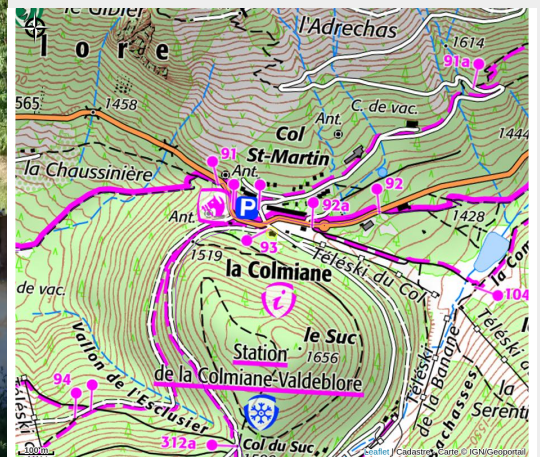 le Gibier
l'Adrechas
1614
91a
l o r e
565
1458
C. de vac.
Ant.
Col
St-Martin
1444
91
la Chaussinière
Ant.
92
P
92a
Ant.
1428
93
1519
Téléski du Col
la Colmiane
i
de vac.
104
le Suc
1656
Station
de la Colmiane-Valdeblore
Vallon de l'Esclusier
94
Téléski
de la Banane
la
312a
Col du Suc
100 m
Leaflet | Cadastre - Carte © IGN/Geoportail